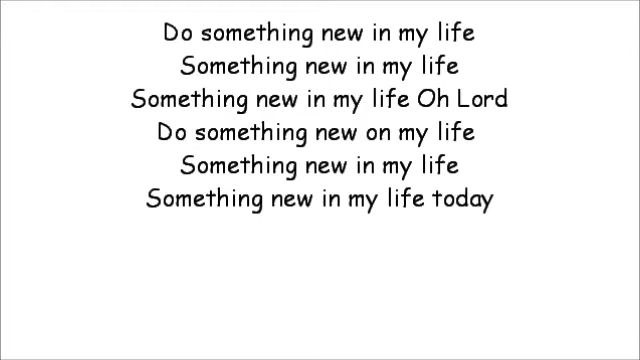 Do something new in my life
Something new in my life
Something new in my life Oh Lord
Do something new on my life
Something new in my life
Something new in my life today